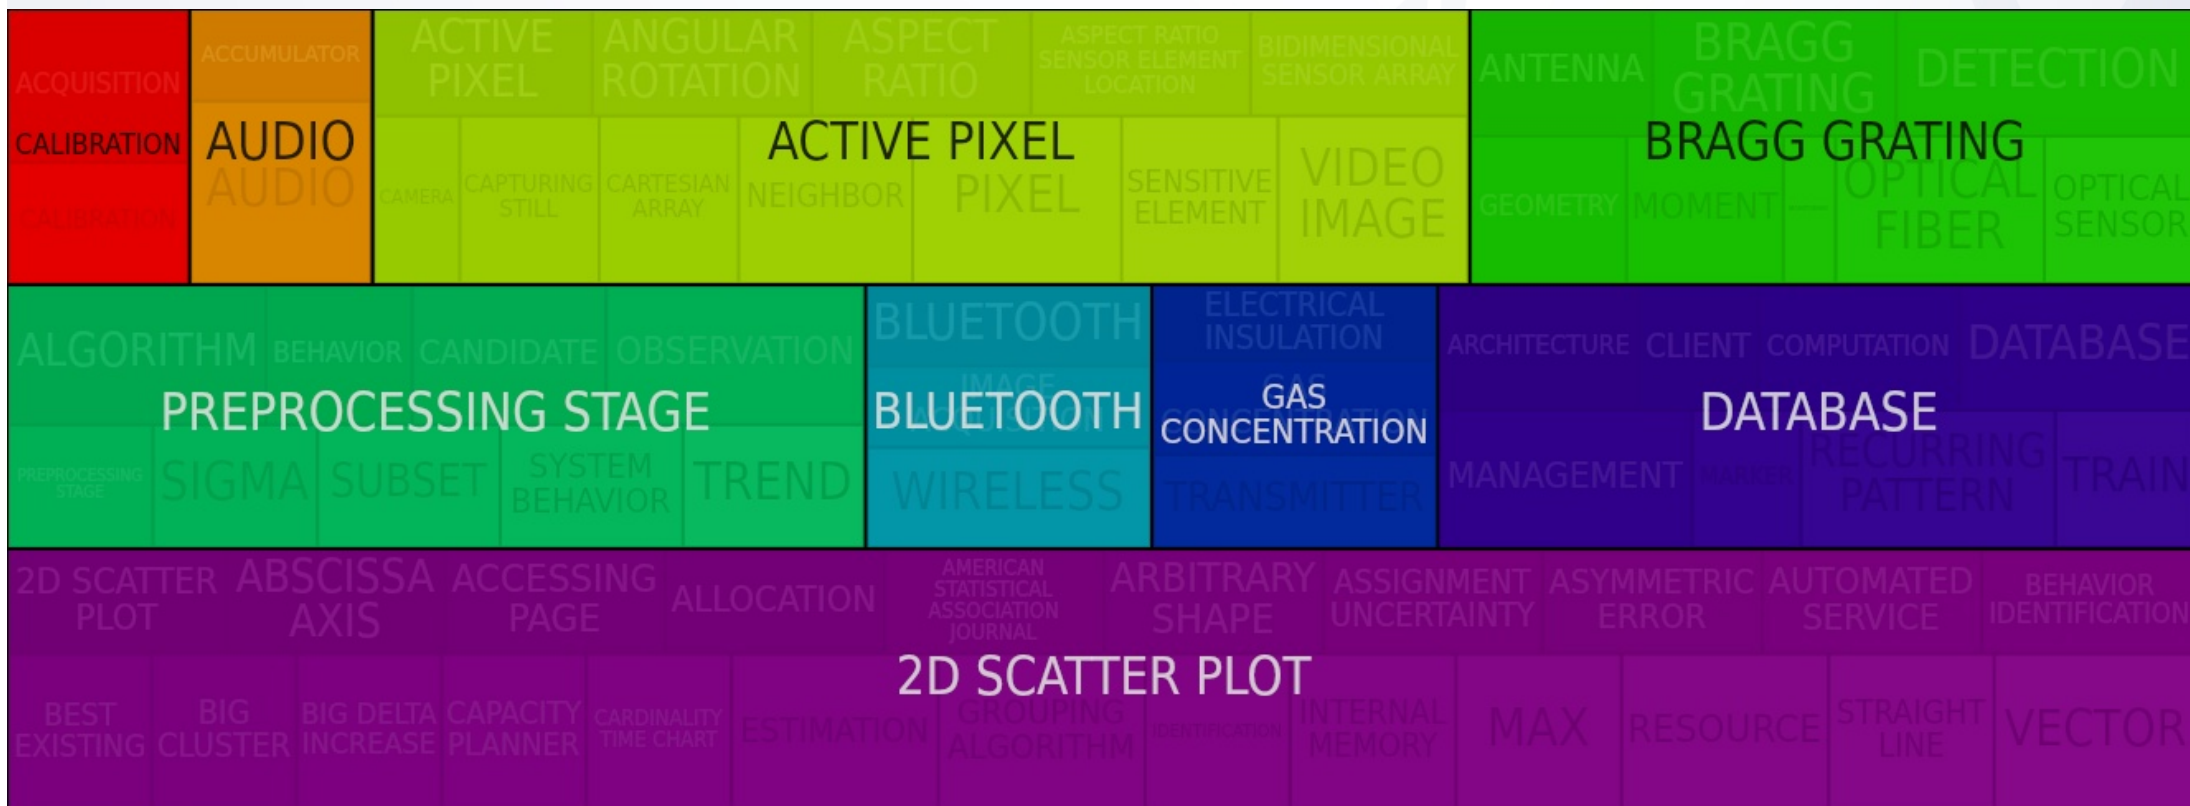 ACQUISITION
CALIBRATION
CALIBRATION
ACCUMULATOR
AUDIO
AUDIO
ACTIVE
PIXEL
ANGULAR
ROTATION
ASPECT
RATIO
ASPECT RATIO
SENSOR ELEMENT
LOCATION
BIDIMENSIONAL
SENSOR ARRAY
ACTIVE PIXEL
CAMERA
CAPTURING
STILL
CARTESIAN
ARRAY
NEIGHBOR
PIXEL
SENSITIVE
ELEMENT
VIDEO
IMAGE
ANTENNA
BRAGG
GRATING
DETECTION
BRAGG GRATING
GEOMETRY
MOMENT
OPTICAL
FIBER
OPTICAL
SENSOR
ALGORITHM
BEHAVIOR
CANDIDATE
OBSERVATION
PREPROCESSING STAGE
PREPROCESSING
STAGE
SIGMA
SUBSET
SYSTEM
BEHAVIOR
TREND
BLUETOOTH
IMAGE
ACQUISITION
BLUETOOTH
WIRELESS
ELECTRICAL
INSULATION
GAS
CONCENTRATION
GAS
CONCENTRATION
TRANSMITTER
ARCHITECTURE
CLIENT
COMPUTATION
DATABASE
DATABASE
MANAGEMENT
MARKER
RECURRING
PATTERN
TRAIN
2D SCATTER
PLOT
ABSCISSA
AXIS
ACCESSING
PAGE
ALLOCATION
AMERICAN
STATISTICAL
ASSOCIATION
JOURNAL
ARBITRARY
SHAPE
ASSIGNMENT
UNCERTAINTY
ASYMMETRIC
ERROR
AUTOMATED
SERVICE
BEHAVIOR
IDENTIFICATION
2D SCATTER PLOT
BEST
EXISTING
BIG
CLUSTER
BIG DELTA
INCREASE
CAPACITY
PLANNER
CARDINALITY
TIME CHART
ESTIMATION
GROUPING
ALGORITHM
IDENTIFICATION
INTERNAL
MEMORY
MAX
RESOURCE
STRAIGHT
LINE
VECTOR